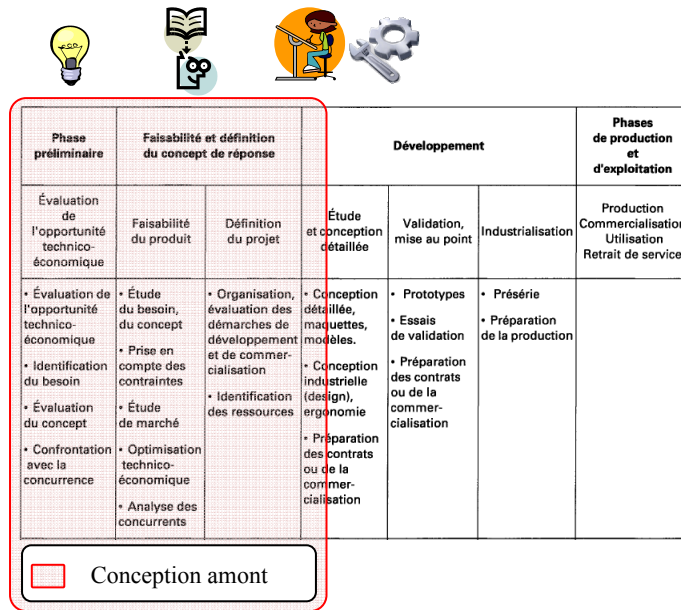 Phase
préliminaire
Faisabilité et définition
du concept de réponse
Développement
Phases
de production
et
d'exploitation
Évaluation
de
l'opportunité
technico-
économique
Faisabilité
du produit
Définition
du projet
Étude
et conception
détaillée
Validation,
mise au point
Industrialisation
Production
Commercialisation
Utilisation
Retrait de service
• Évaluation de
l'opportunité
technico-
économique
• Identification
du besoin
• Évaluation
du concept
• Confrontation
avec la
concurrence
• Étude
du besoin,
du concept
• Prise en
compte des
contraintes
• Étude
de marché
• Optimisation
technico-
économique
• Analyse des
concurrents
• Organisation,
évaluation des
démarches de
développement
et de commer-
cialisation
• Identification
des ressources
• Conception
détaillée,
maquettes,
modèles.
• Conception
industrielle
(design),
ergonomie
• Préparation
des contrats
ou de la
commer-
cialisation
• Prototypes
• Essais
de validation
• Préparation
des contrats
ou de la
commer-
cialisation
• Présérie
• Préparation
de la production
Conception amont